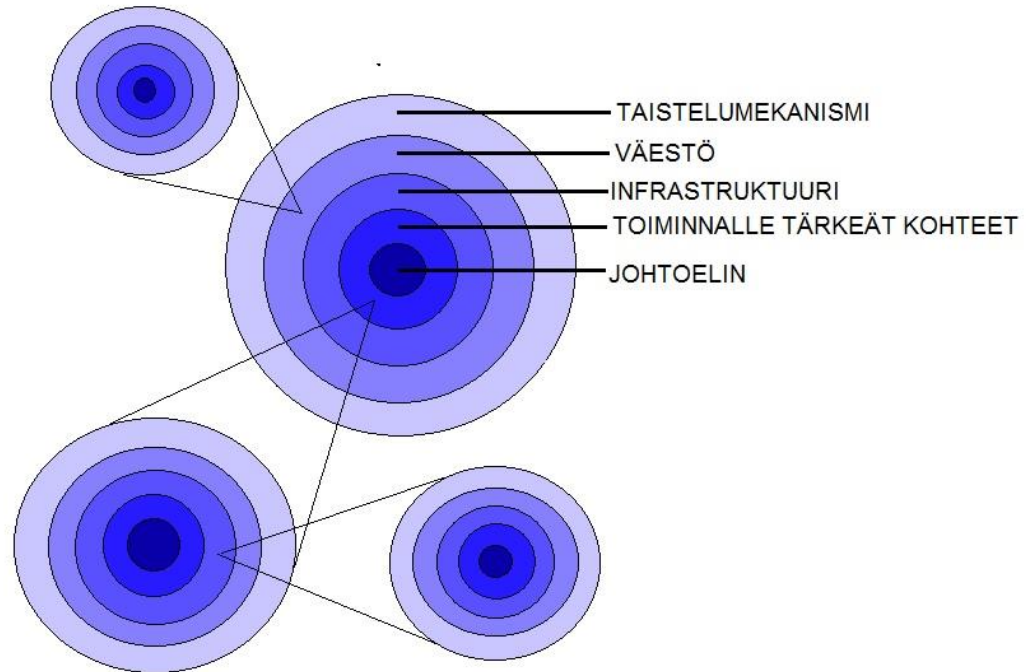 TAISTELUMEKANISMI
VÄESTÖ
INFRASTRUKTUURI
TOIMINNALLE TÄRKEÄT KOHTEET
JOHTOELIN